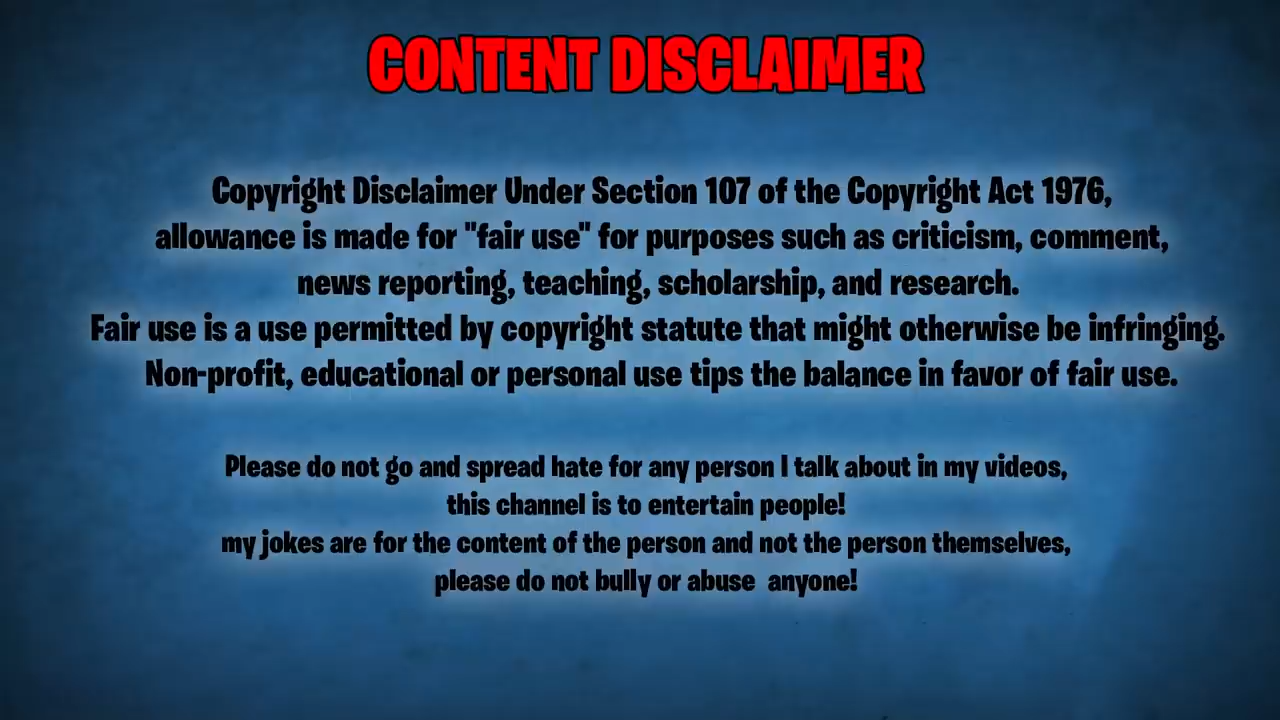 CONTENT DISCLAIMER
Copyright Disclaimer Under Section 107 of the Copyright Act 1976,
allowance is made for "fair use" for purposes such as criticism, comment,
news reporting, teaching, scholarship, and research.
Fair use is a use permitted by copyright statute that might otherwise be infringing.
Non-profit, educational or personal use tips the balance in favor of fair use.
Please do not go and spread hate for any person I talk about in my videos,
this channel is to entertain people!
my jokes are for the content of the person and not the person themselves,
please do not bully or abuse  anyone!